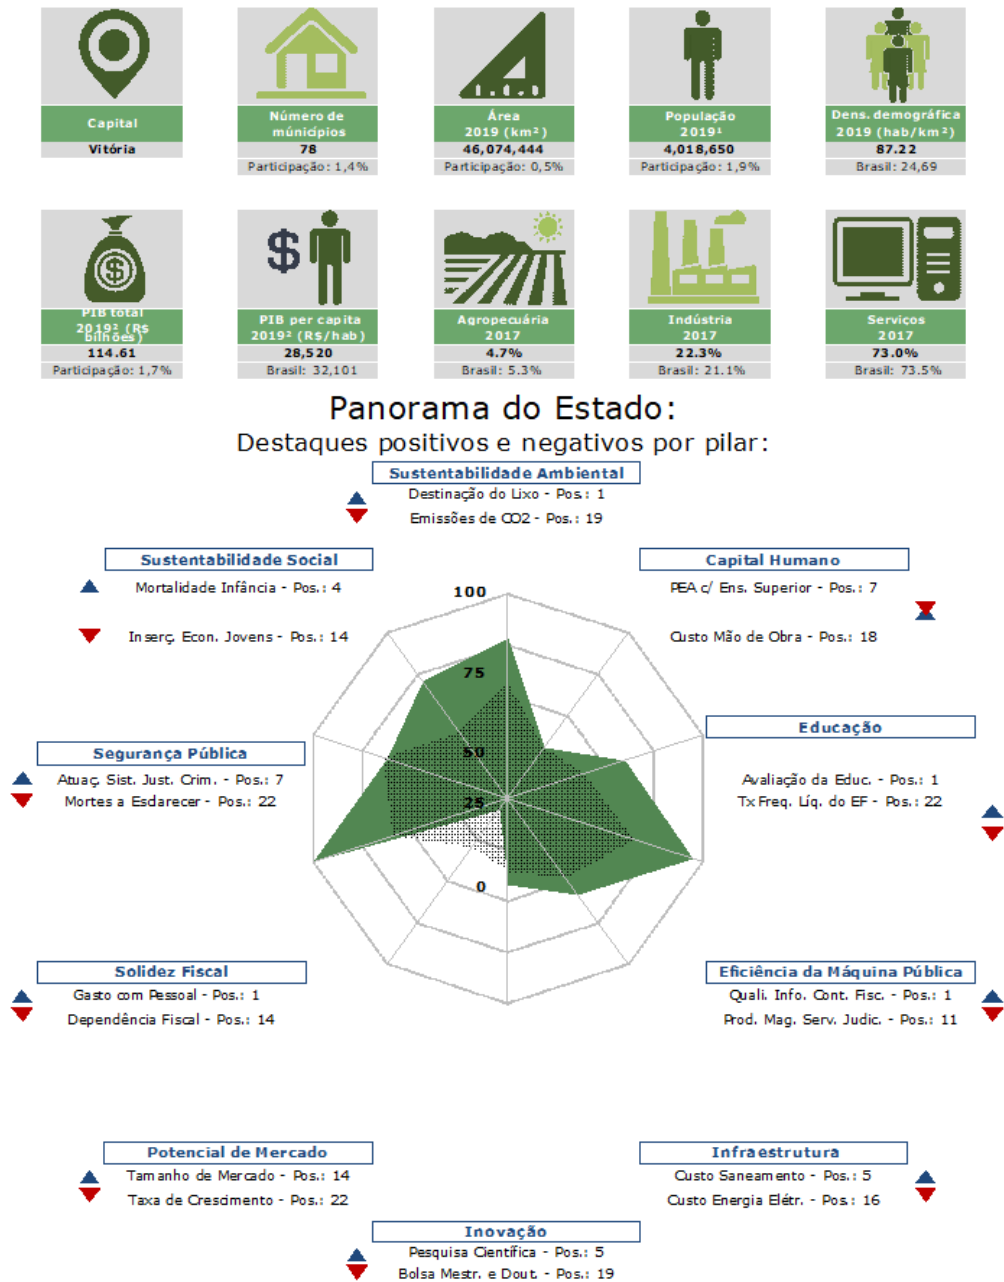 Capital
Vitória
Número de
múnicípios
78
Participação: 1,4%
Área
2019 (km²)
46,074,444
Participação: 0,5%
População
2019¹
4,018,650
Participação: 1,9%
Dens. demográfica
2019 (hab/km²)
87.22
Brasil: 24,69
PIB total
2019² (R$
bilhões)
114.61
Participação: 1,7%
PIB per capita
2019² (R$/hab)
28,520
Brasil: 32,101
Agropecuária
2017
4.7%
Brasil: 5.3%
Indústria
2017
22.3%
Brasil: 21.1%
Serviços
2017
73.0%
Brasil: 73.5%
Panorama do Estado:
Destaques positivos e negativos por pilar:
Sustentabilidade Ambiental
Destinação do Lixo - Pos.: 1
Emissões de CO2 - Pos.: 19
Sustentabilidade Social
Mortalidade Infância - Pos.: 4
Inserç. Econ. Jovens - Pos.: 14
Capital Humano
PEA c/ Ens. Superior - Pos.: 7
Custo Mão de Obra - Pos.: 18
100
75
50
25
0
Segurança Pública
Atuaç. Sist. Just. Crim. - Pos.: 7
Mortes a Esclarecer - Pos.: 22
Educação
Avaliação da Educ. - Pos.: 1
Tx Freq. Líq. do EF - Pos.: 22
Solidez Fiscal
Gasto com Pessoal - Pos.: 1
Dependência Fiscal - Pos.: 14
Eficiência da Máquina Pública
Quali. Info. Cont. Fisc. - Pos.: 1
Prod. Mag. Serv. Judic. - Pos.: 11
Potencial de Mercado
Tamanho de Mercado - Pos.: 14
Taxa de Crescimento - Pos.: 22
Infraestrutura
Custo Saneamento - Pos.: 5
Custo Energia Elétr. - Pos.: 16
Inovação
Pesquisa Científica - Pos.: 5
Bolsa Mestr. e Dout. - Pos.: 19